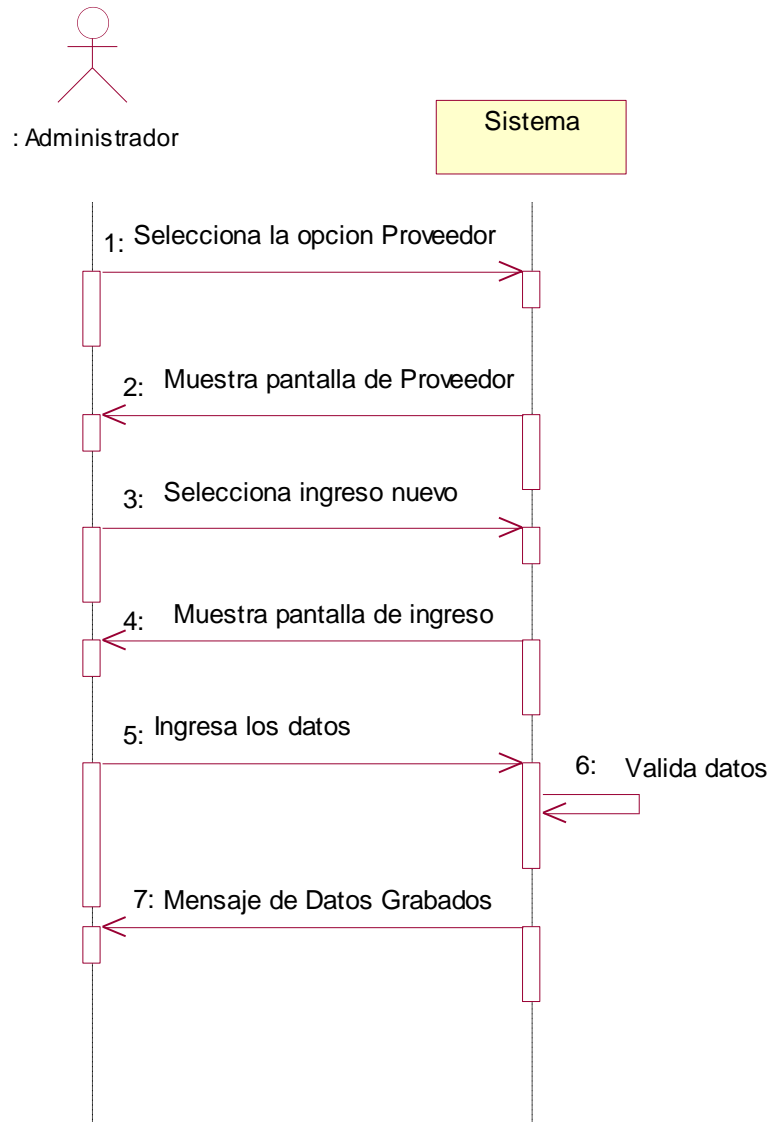 : Administrador
Sistema
1: Selecciona la opcion Proveedor
2: Muestra pantalla de Proveedor
3: Selecciona ingreso nuevo
4: Muestra pantalla de ingreso
5: Ingresa los datos
6: Valida datos
7: Mensaje de Datos Grabados